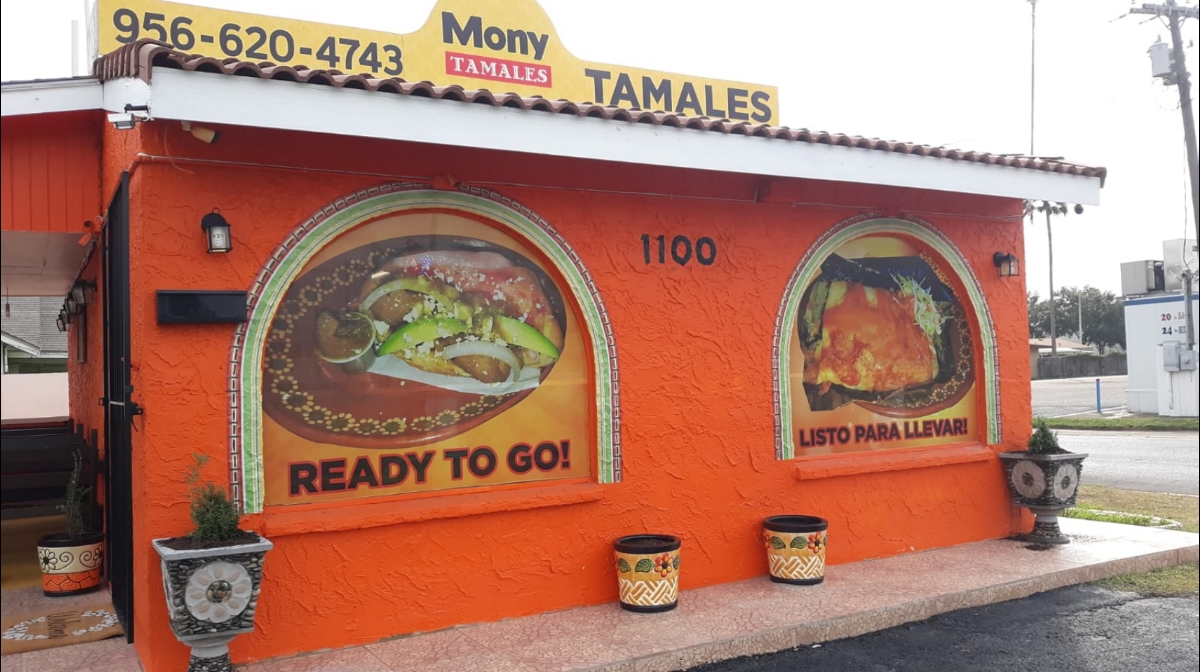 956-620-4743
Mony
TAMALES
TAMALES
1100
READY TO GO!
LISTO PARA LLEVAR!